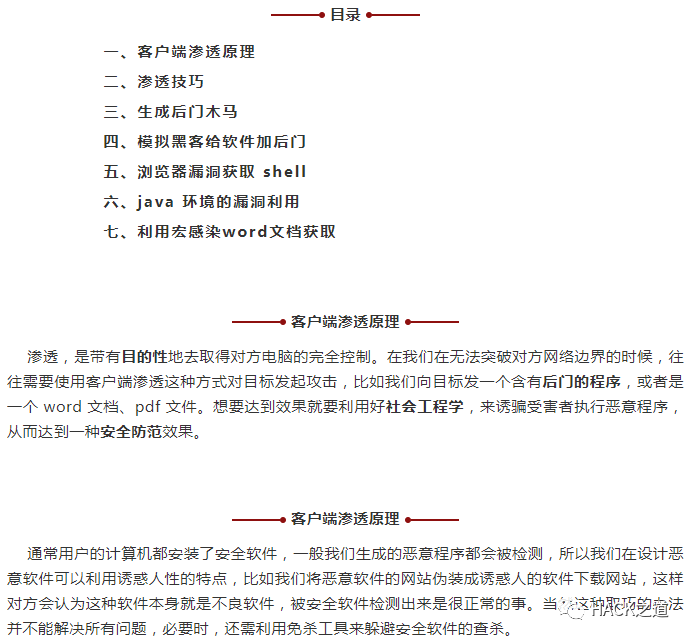 目录
一、客户端渗透原理
二、渗透技巧
三、生成后门木马
四、模拟黑客给软件加后门
五、浏览器漏洞获取 shell
六、java 环境的漏洞利用
七、利用宏感染word文档获取
客户端渗透原理
渗透，是带有目的性地去取得对方电脑的完全控制。在我们在无法突破对方网络边界的时候，往
往需要使用客户端渗透这种方式对目标发起攻击，比如我们向目标发一个含有后门的程序，或者是
一个 word 文档、pdf 文件。想要达到效果就要利用好社会工程学，来诱骗受害者执行恶意程序，
从而达到一种安全防范效果。
客户端渗透原理
通常用户的计算机都安装了安全软件，一般我们生成的恶意程序都会被检测，所以我们在设计恶
意软件可以利用诱惑人性的特点，比如我们将恶意软件的网站伪装成诱惑人的软件下载网站，这样
对方会认为这种软件本身就是不良软件，被安全软件检测出来是很正常的事。当 这种取巧的办法
并不能解决所有问题，必要时，还需利用免杀工具来躲避安全软件的查杀。
HACK之道